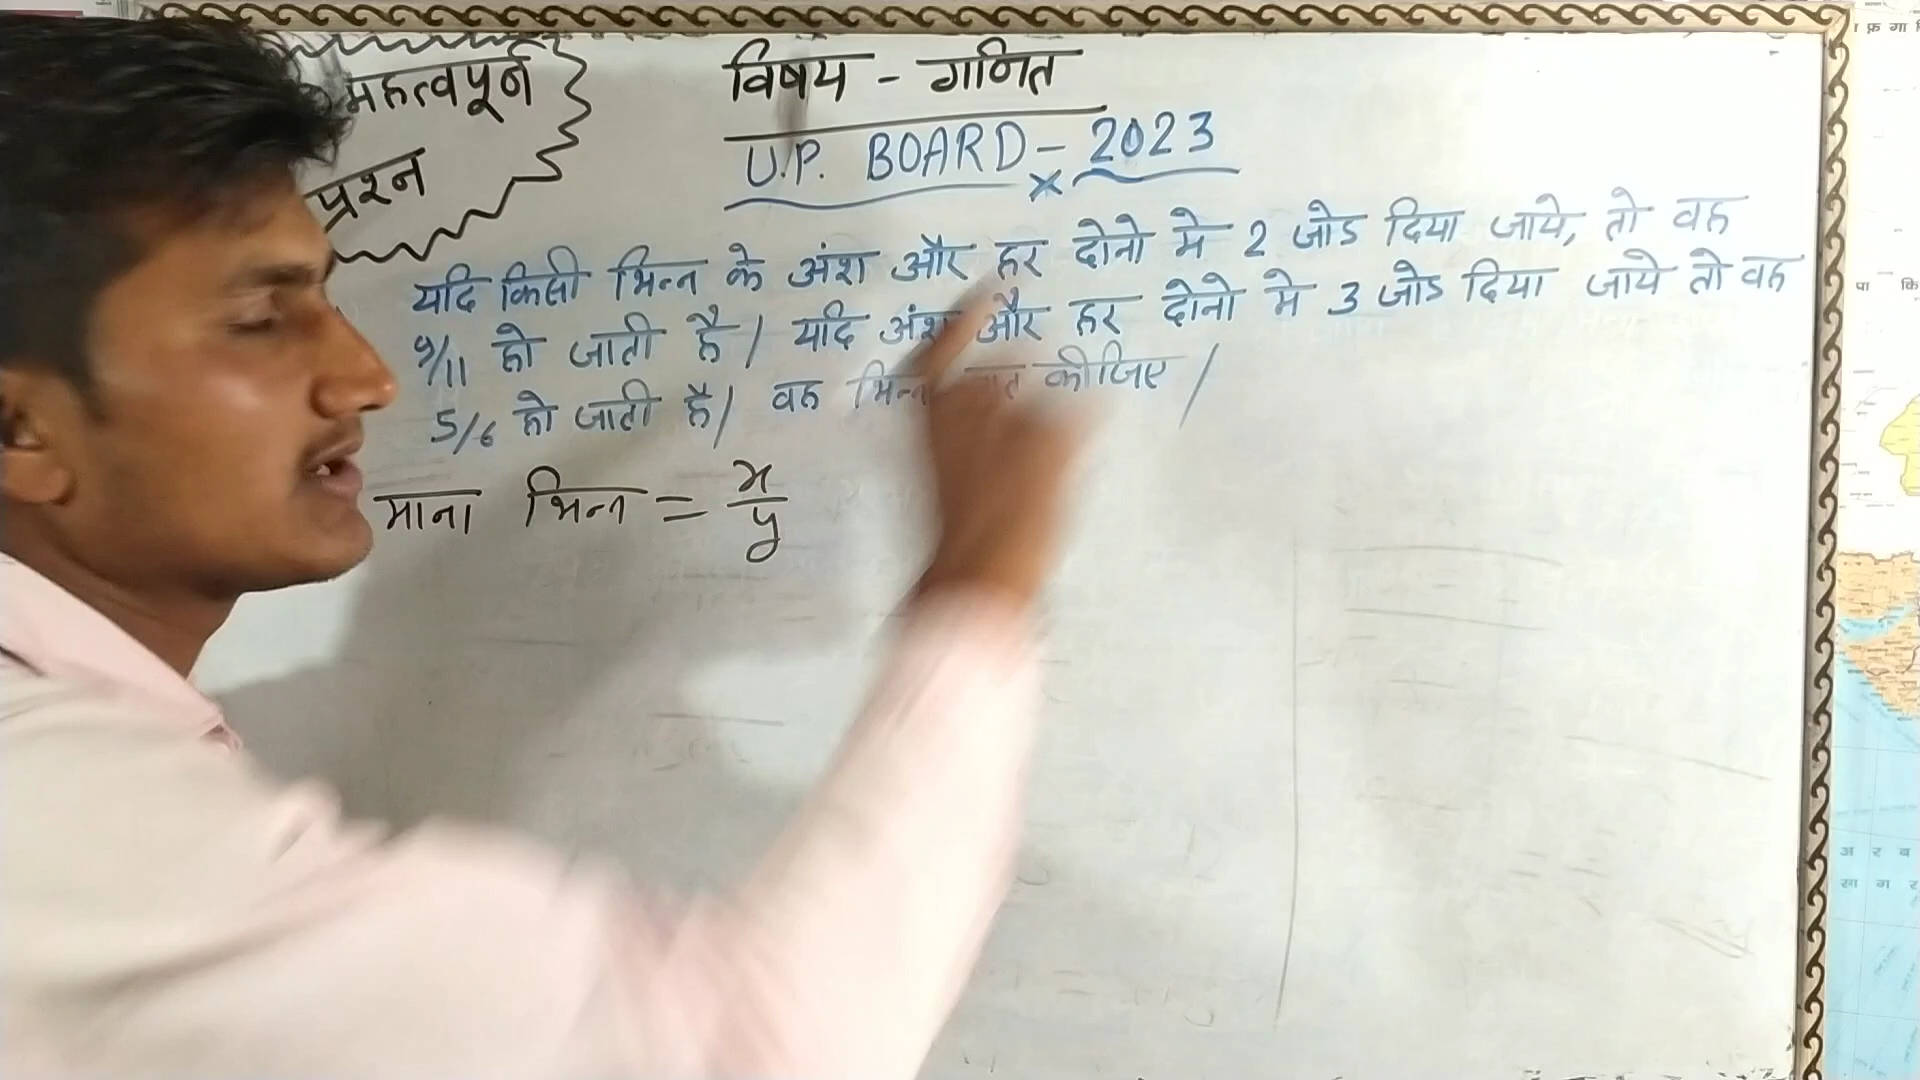 महत्वपूर्ण
प्रश्न
विषय - गणित
U.P. BOARD - 2023
यदि किसी भिन्न के अंश और हर दोनो मे 2 जोड दिया जाये, तो वह
9/11 हो जाती है / यदि अंश और हर दोनो मे 3 जोड दिया जाये तो वह
5/6 हो जाती है / वह भिन्न कीजिए /
माना भिन्न = x/y
अ र ब
सा ग र